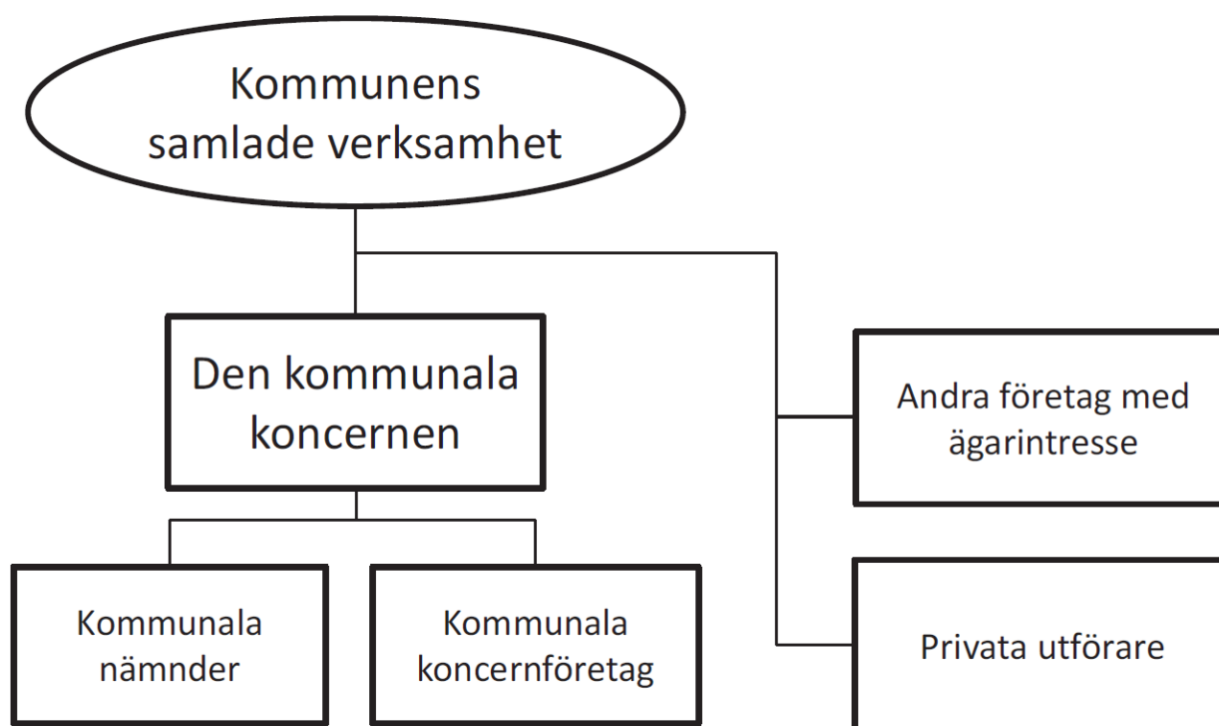 Kommunens
samlade verksamhet
Den kommunala
koncernen
Andra företag med
ägarintresse
Kommunala
nämnder
Kommunala
koncernföretag
Privata utförare